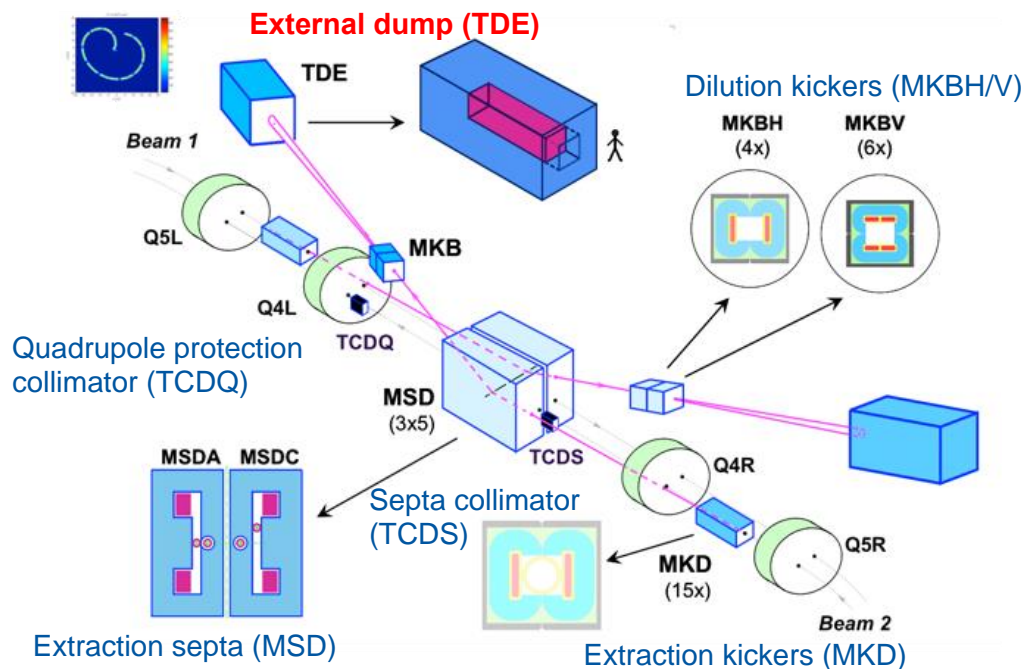 External dump (TDE)
TDE
Dilution kickers (MKBH/V)
MKBH
(4x)
MKBV
(6x)
Beam 1
Q5L
MKB
Q4L
TCDQ
Quadrupole protection
collimator (TCDQ)
MSD
(3x5)
TCDS
Q4R
MSDA
MSDC
Septa collimator
(TCDS)
MKD
(15x)
Q5R
Beam 2
Extraction septa (MSD)
Extraction kickers (MKD)